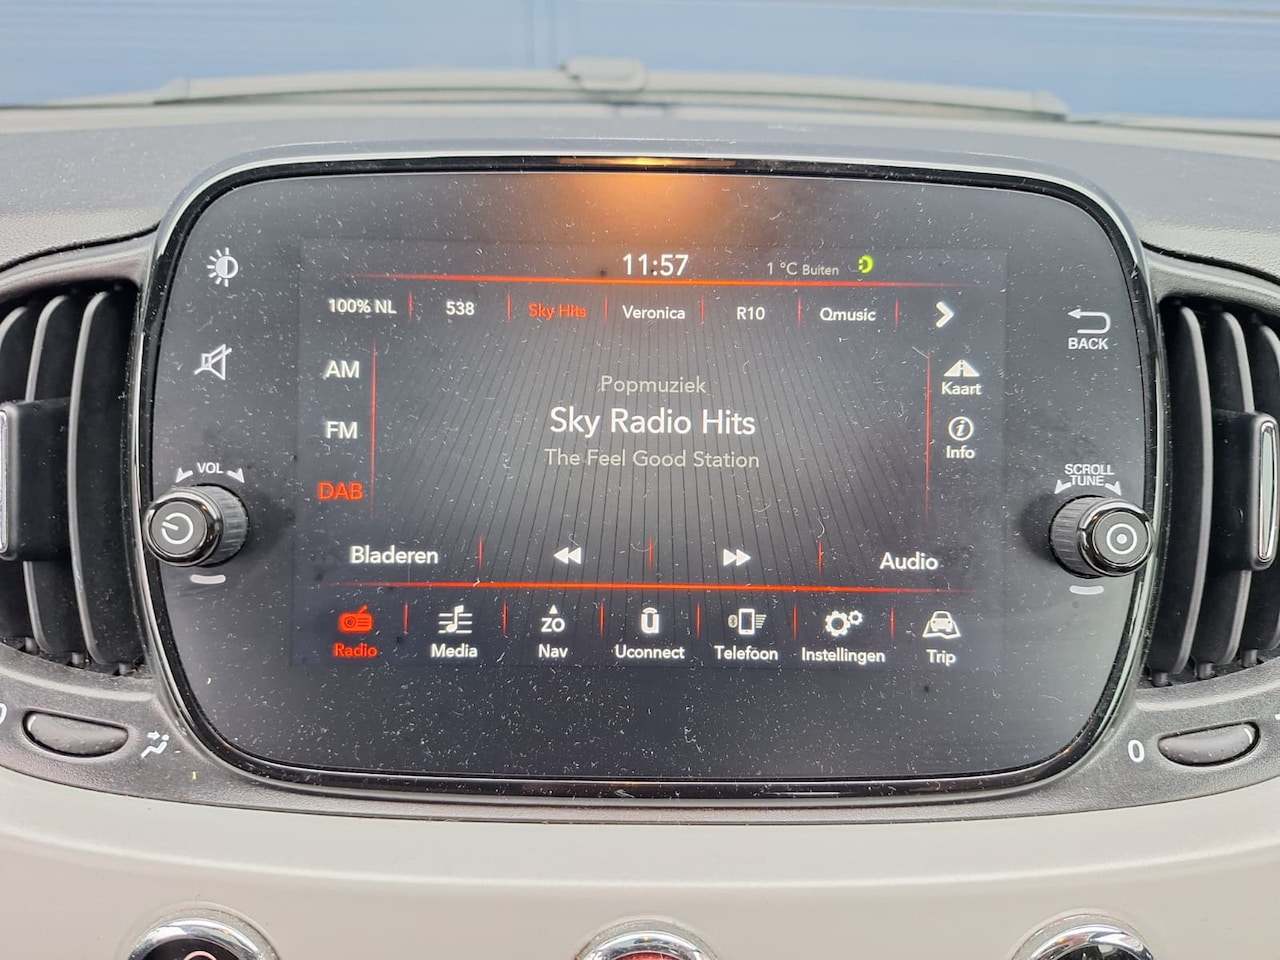 11:57
1 °C Buiten
100% NL
538
Sky Hits
Veronica
R10
Qmusic
BACK
AM
Popmuziek
Kaart
Sky Radio Hits
FM
Info
The Feel Good Station
VOL
DAB
SCROLL
TUNE
Bladeren
Audio
Radio
Media
ZO
Nav
Uconnect
Telefoon
Instellingen
Trip
0
0